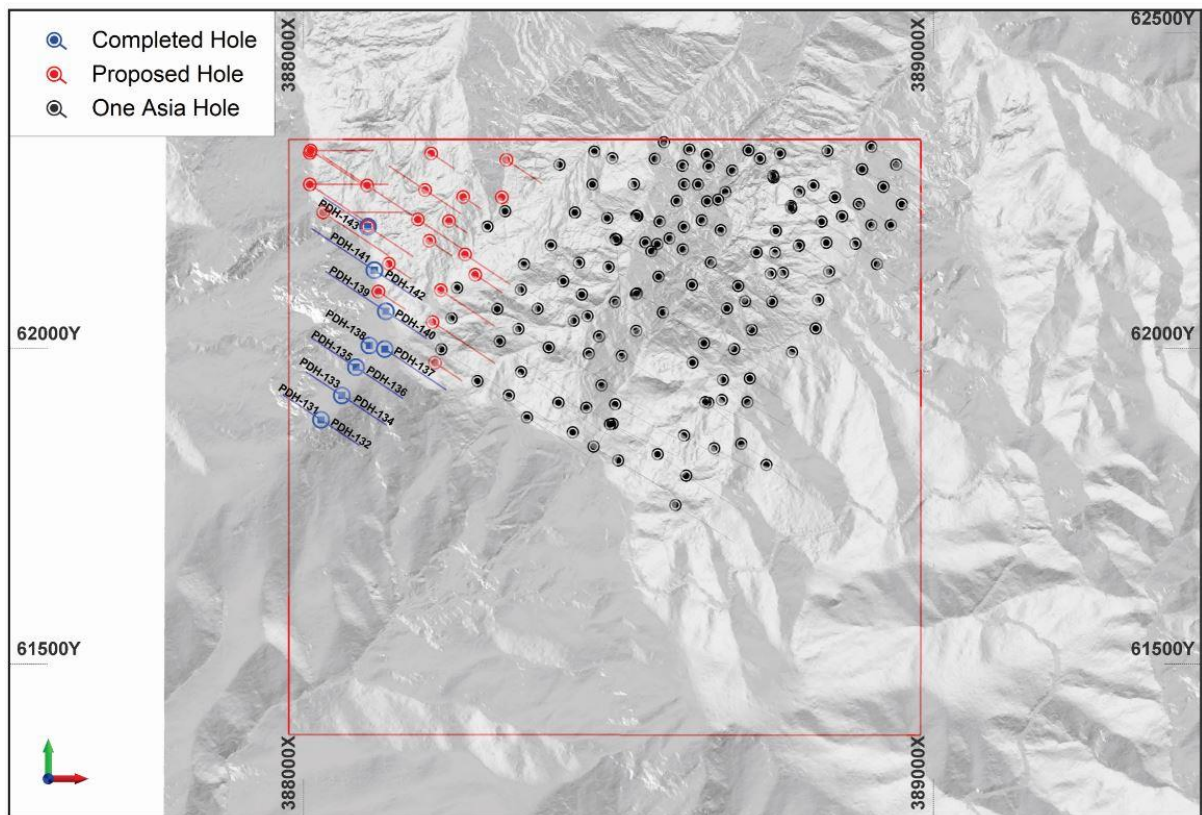 Completed Hole
Proposed Hole
One Asia Hole
388000X
389000X
62500Y
PDH-143
PDH-141
PDH-142
PDH-139
PDH-140
62000Y
62000Y
PDH-138
PDH-137
PDH-135
PDH-136
PDH-133
PDH-134
PDH-131
PDH-132
61500Y
61500Y
388000X
389000X